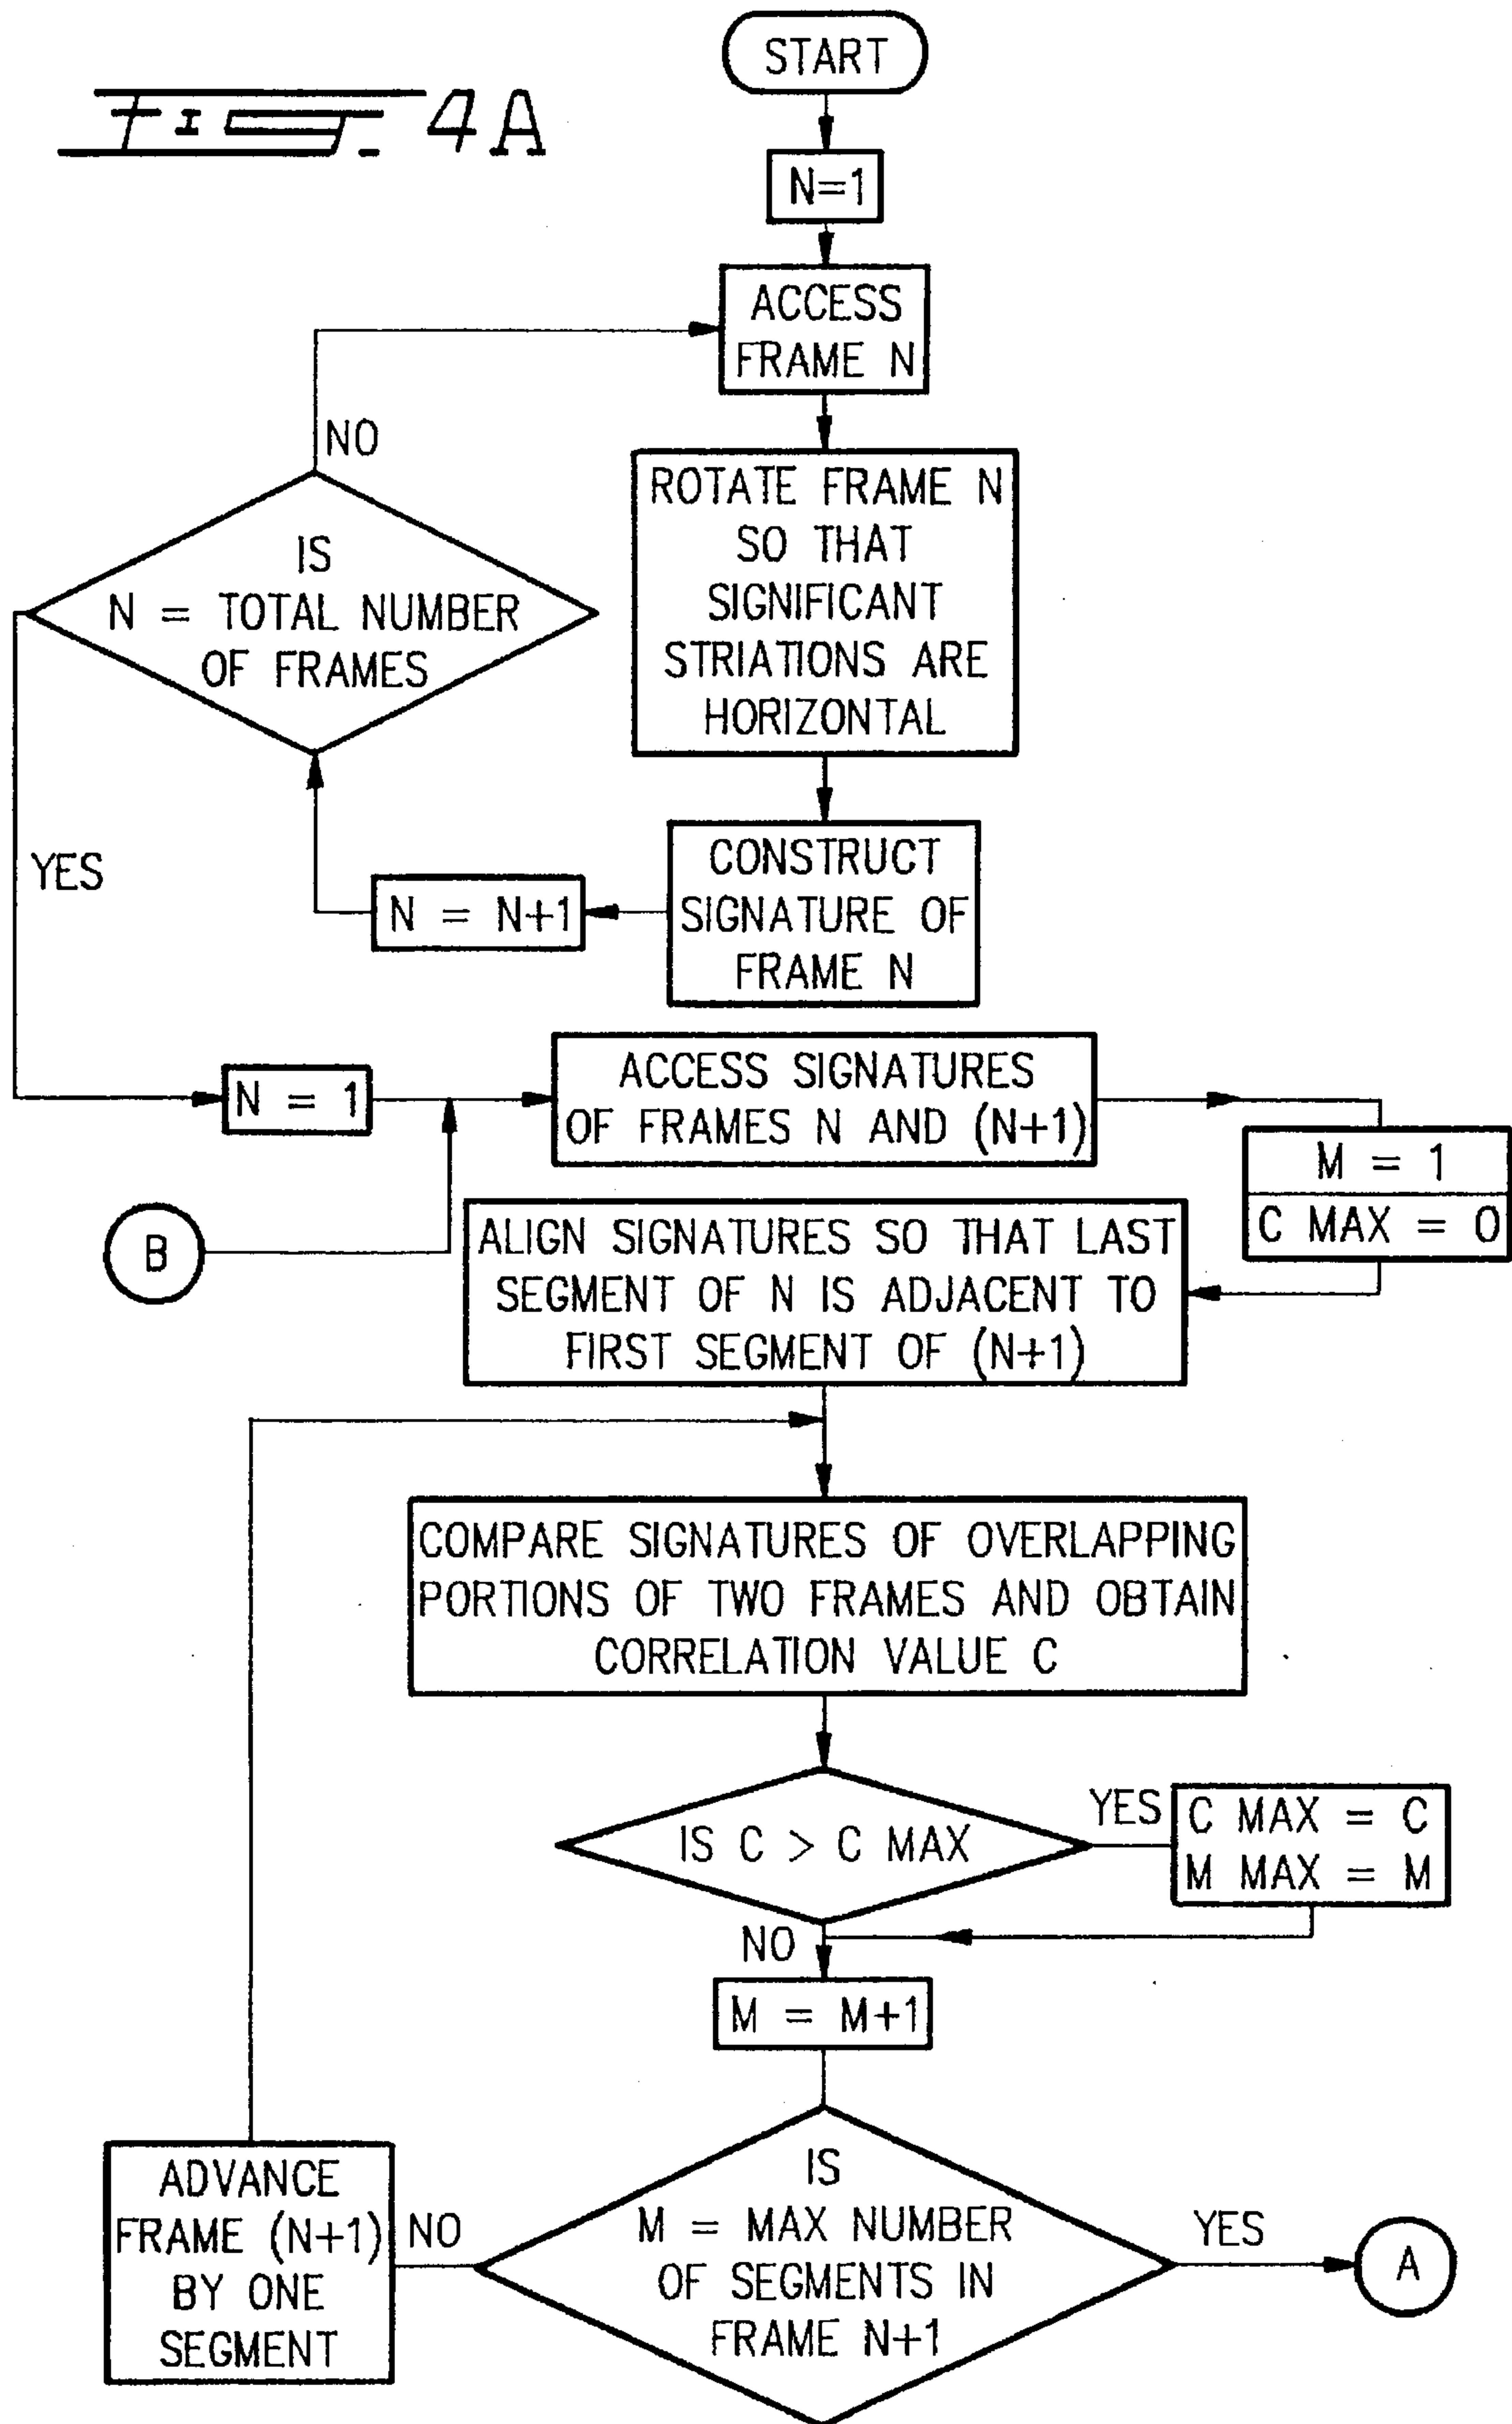 FIG. 4A
START
N=1
ACCESS
FRAME N
NO
ROTATE FRAME N
SO THAT
SIGNIFICANT
STRIATIONS ARE
HORIZONTAL
IS
N = TOTAL NUMBER
OF FRAMES
YES
CONSTRUCT
SIGNATURE OF
FRAME N
N = N+1
N = 1
ACCESS SIGNATURES
OF FRAMES N AND (N+1)
M = 1
C MAX = 0
B
ALIGN SIGNATURES SO THAT LAST
SEGMENT OF N IS ADJACENT TO
FIRST SEGMENT OF (N+1)
COMPARE SIGNATURES OF OVERLAPPING
PORTIONS OF TWO FRAMES AND OBTAIN
CORRELATION VALUE C
IS C > C MAX
YES
C MAX = C
M MAX = M
NO
M = M+1
IS
M = MAX NUMBER
OF SEGMENTS IN
FRAME N+1
NO
ADVANCE
FRAME (N+1)
BY ONE
SEGMENT
YES
A